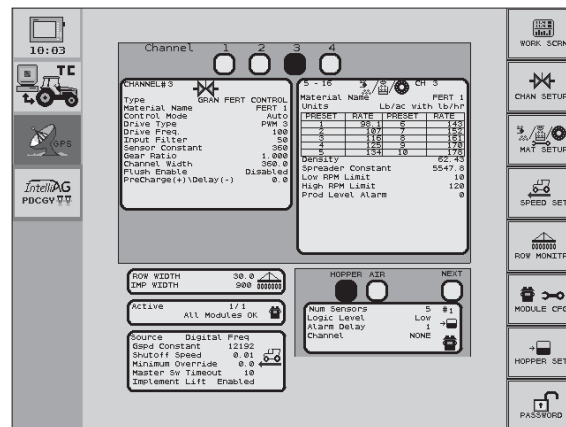 10:03
TC
GPS
IntelliAG
PDCGY
Channel 1 2 3 4
CHANNEL#3
Type GRAN FERT CONTROL
Material Name FERT 1
Control Mode Auto
Drive Type PWM 3
Drive Freq. 100
Input Filter 50
Sensor Constant 360
Gear Ratio 1.000
Channel Width 360.0
Flush Enable Disabled
PreCharge(+)\Delay(-) 0.0
5 - 16 CH 3
Material Name FERT 1
Units Lb/ac with lb/hr
PRESET RATE PRESET RATE
1 98.1 6 143
2 107 7 152
3 116 8 161
4 125 9 170
5 134 10 178
Density 62.43
Spreader Constant 5547.8
Low RPM Limit 10
High RPM Limit 120
Prod Level Alarm 0
ROW WIDTH 30.0
IMP WIDTH 900
Active 1/1
All Modules OK
Source Digital Freq
Gspd Constant 12192
Shutoff Speed 0.01
Minimum Override 0.0
Master Sw Timeout 10
Implement Lift Enabled
HOPPER AIR NEXT
Num Sensors 5 #1
Logic Level Low
Alarm Delay 1
Channel NONE
WORK SCRN
CHAN SETUP
MAT SETUP
SPEED SET
ROW MONITR
MODULE CFG
HOPPER SET
PASSWORD